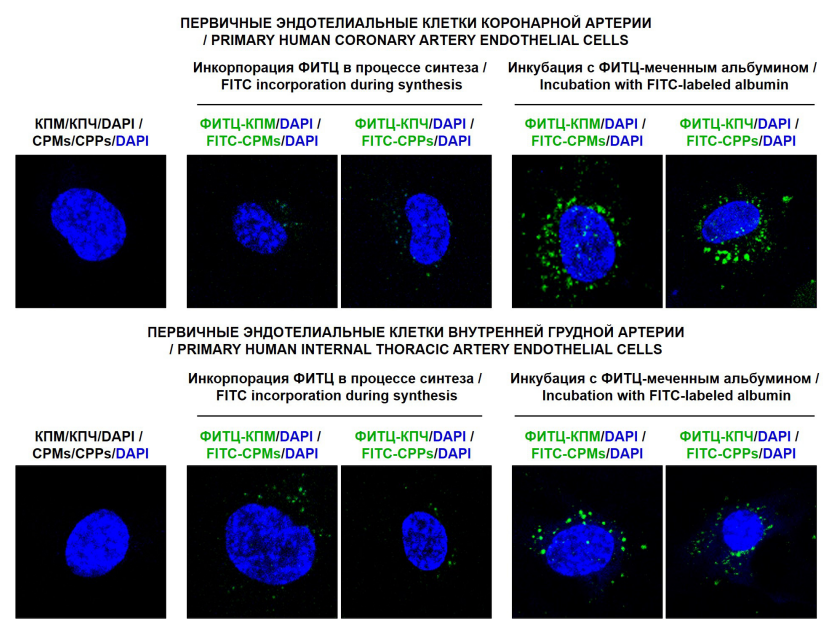 ПЕРВИЧНЫЕ ЭНДОТЕЛИАЛЬНЫЕ КЛЕТКИ КОРОНАРНОЙ АРТЕРИИ
/ PRIMARY HUMAN CORONARY ARTERY ENDOTHELIAL CELLS
Инкорпорация ФИТЦ в процессе синтеза /
FITC incorporation during synthesis
Инкубация с ФИТЦ-меченным альбумином /
Incubation with FITC-labeled albumin
КПМ/КПЧ/DAPI /
CPMs/CPPs/DAPI
ФИТЦ-КПМ/DAPI /
FITC-CPMs/DAPI
ФИТЦ-КПЧ/DAPI /
FITC-CPPs/DAPI
ФИТЦ-КПМ/DAPI /
FITC-CPMs/DAPI
ФИТЦ-КПЧ/DAPI /
FITC-CPPs/DAPI
ПЕРВИЧНЫЕ ЭНДОТЕЛИАЛЬНЫЕ КЛЕТКИ ВНУТРЕННЕЙ ГРУДНОЙ АРТЕРИИ
/ PRIMARY HUMAN INTERNAL THORACIC ARTERY ENDOTHELIAL CELLS
Инкорпорация ФИТЦ в процессе синтеза /
FITC incorporation during synthesis
Инкубация с ФИТЦ-меченным альбумином /
Incubation with FITC-labeled albumin
КПМ/КПЧ/DAPI /
CPMs/CPPs/DAPI
ФИТЦ-КПМ/DAPI /
FITC-CPMs/DAPI
ФИТЦ-КПЧ/DAPI /
FITC-CPPs/DAPI
ФИТЦ-КПМ/DAPI /
FITC-CPMs/DAPI
ФИТЦ-КПЧ/DAPI /
FITC-CPPs/DAPI